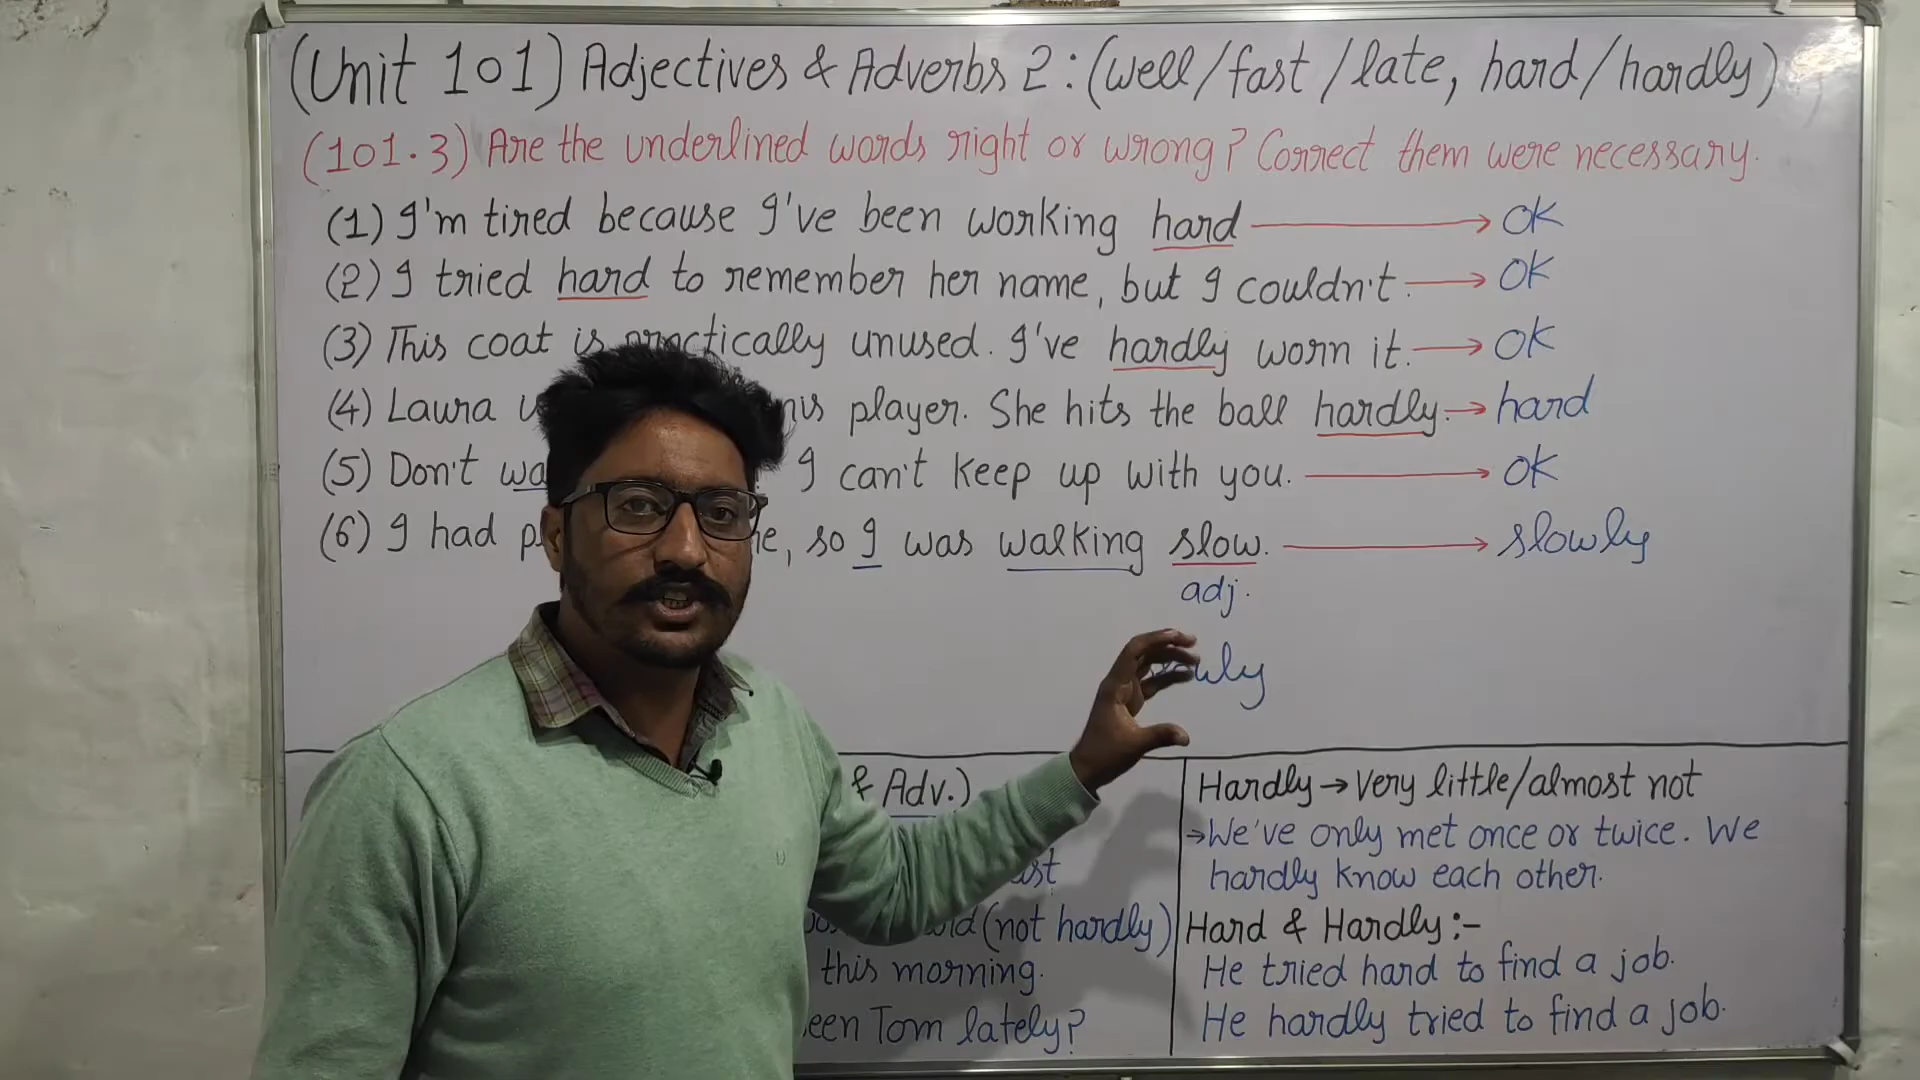 (Unit 101) Adjectives & Adverbs 2 : (well/fast/late, hard/hardly)
(101.3) Are the underlined words right or wrong? Correct them were necessary.
(1) I'm tired because I've been working hard → OK
(2) I tried hard to remember her name, but I couldn't. → OK
(3) This coat is practically unused. I've hardly worn it. → OK
(4) Laura player. She hits the ball hardly. → hard
(5) Don't I can't keep up with you. → OK
(6) I had so I was walking slow. → slowly
adj.
& Adv.)
(not hardly)
this morning.
Tom lately?
Hardly → Very little/almost not
→ We've only met once or twice. We
hardly know each other.
Hard & Hardly :-
He tried hard to find a job.
He hardly tried to find a job.